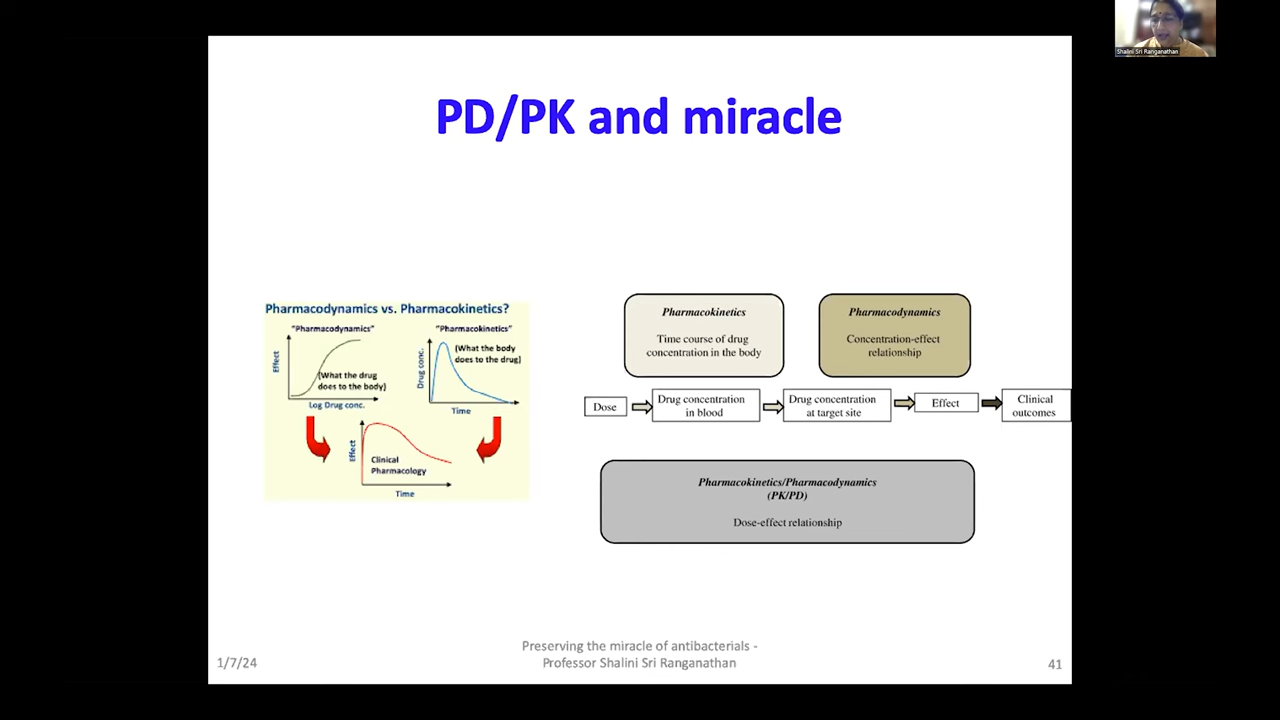 Shalini Sri Ranganathan
PD/PK and miracle
Pharmacodynamics vs. Pharmacokinetics?
"Pharmacodynamics"
Effect
(What the drug
does to the body)
Log Drug conc.
"Pharmacokinetics"
Drug conc.
(What the body
does to the drug)
Time
Effect
Clinical
Pharmacology
Time
Pharmacokinetics
Time course of drug
concentration in the body
Pharmacodynamics
Concentration-effect
relationship
Dose
Drug concentration
in blood
Drug concentration
at target site
Effect
Clinical
outcomes
Pharmacokinetics/Pharmacodynamics
(PK/PD)
Dose-effect relationship
1/7/24
Preserving the miracle of antibacterials -
Professor Shalini Sri Ranganathan
41